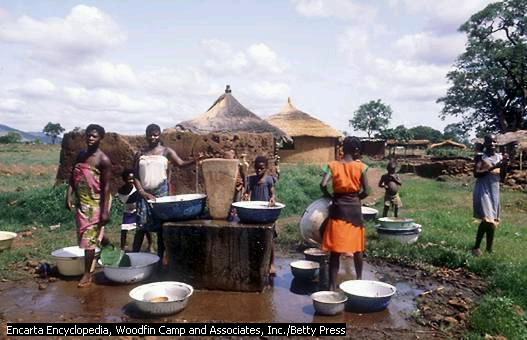 Encarta Encyclopedia, Woodfin Camp and Associates, Inc./Betty Press